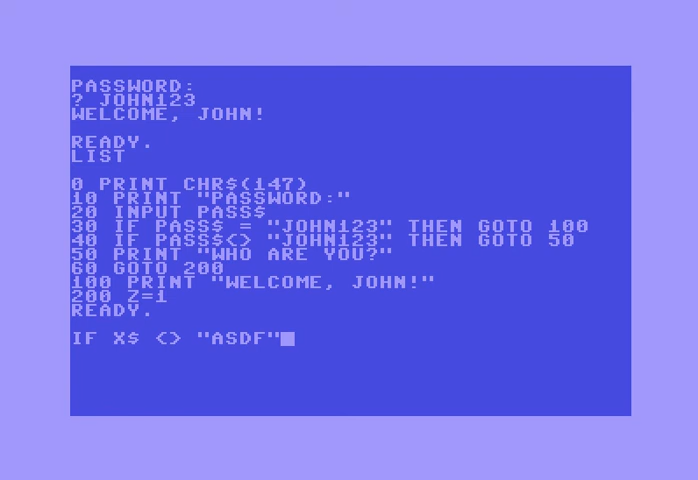 PASSWORD:
? JOHN123
WELCOME, JOHN!
READY.
LIST
0 PRINT CHR$(147)
10 PRINT "PASSWORD:"
20 INPUT PASS$
30 IF PASS$ = "JOHN123" THEN GOTO 100
40 IF PASS$<> "JOHN123" THEN GOTO 50
50 PRINT "WHO ARE YOU?"
60 GOTO 200
100 PRINT "WELCOME, JOHN!"
200 Z=1
READY.
IF X$ <> "ASDF"